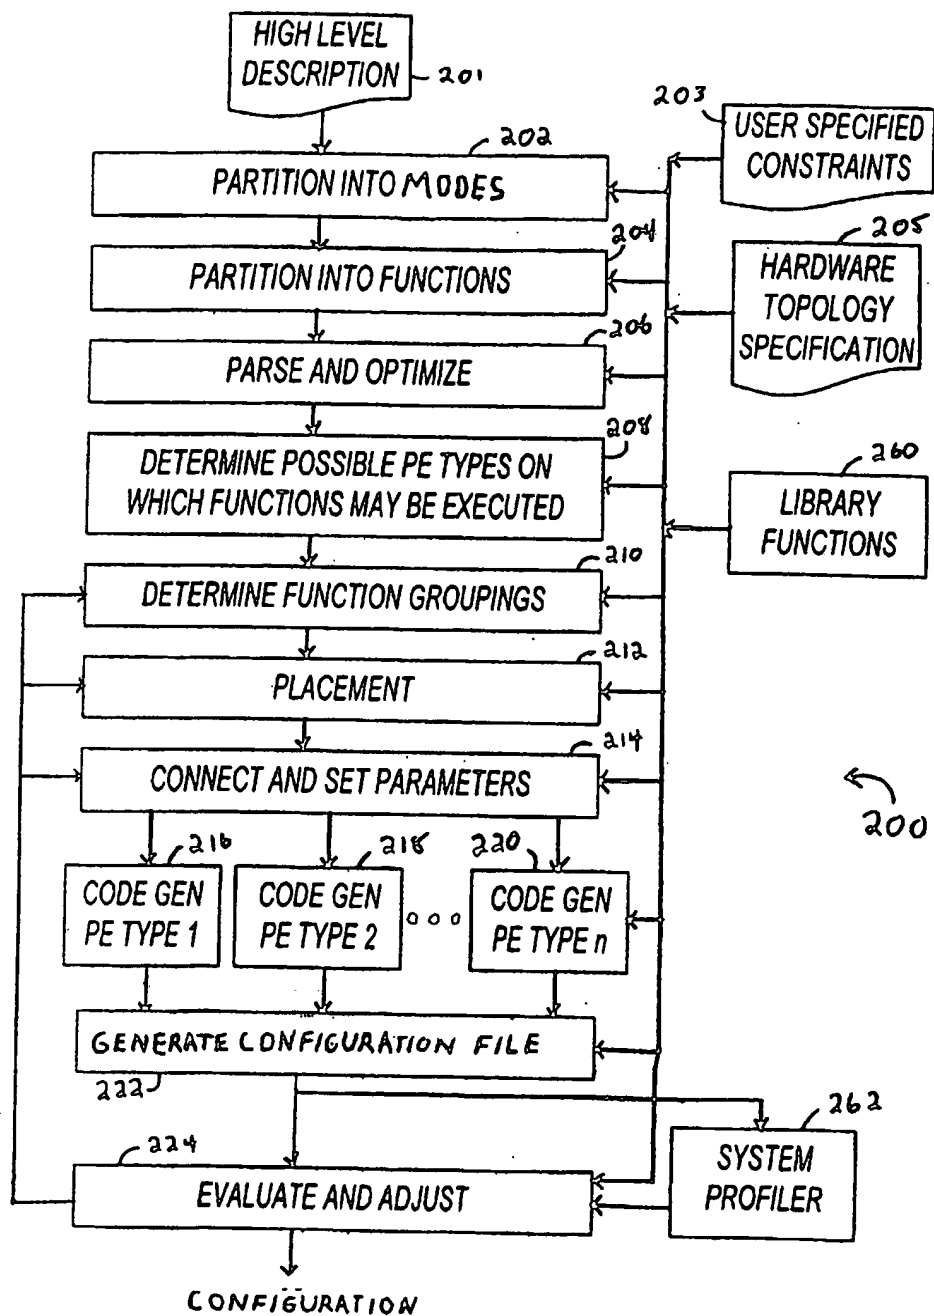 HIGH LEVEL
DESCRIPTION
201
203
USER SPECIFIED
CONSTRAINTS
202
PARTITION INTO MODES
204
PARTITION INTO FUNCTIONS
205
HARDWARE
TOPOLOGY
SPECIFICATION
206
PARSE AND OPTIMIZE
208
DETERMINE POSSIBLE PE TYPES ON
WHICH FUNCTIONS MAY BE EXECUTED
260
LIBRARY
FUNCTIONS
210
DETERMINE FUNCTION GROUPINGS
212
PLACEMENT
214
CONNECT AND SET PARAMETERS
200
216
CODE GEN
PE TYPE 1
218
CODE GEN
PE TYPE 2
220
CODE GEN
PE TYPE n
GENERATE CONFIGURATION FILE
222
262
SYSTEM
PROFILER
224
EVALUATE AND ADJUST
CONFIGURATION